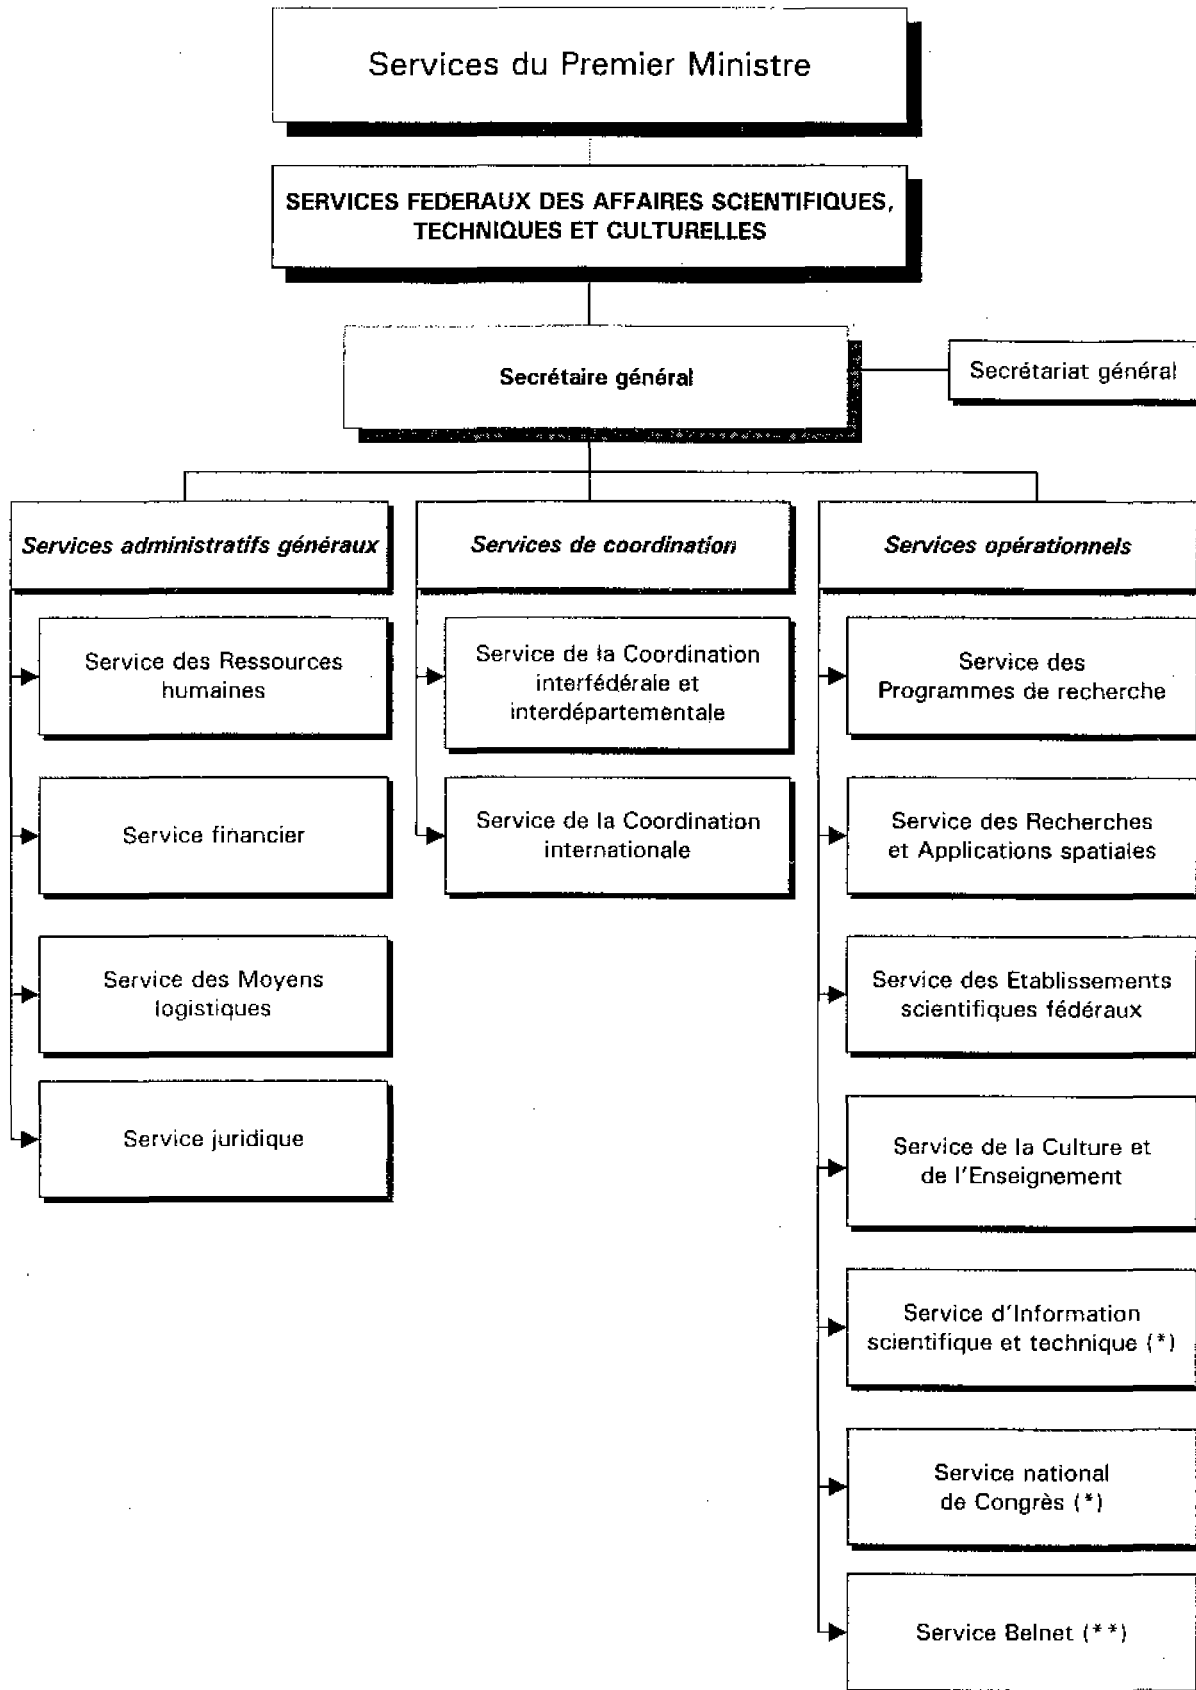 Services du Premier Ministre
SERVICES FEDERAUX DES AFFAIRES SCIENTIFIQUES,
TECHNIQUES ET CULTURELLES
Secrétaire général
Secrétariat général
Services administratifs généraux
Service des Ressources
humaines
Service financier
Service des Moyens
logistiques
Service juridique
Services de coordination
Service de la Coordination
interfédérale et
interdépartementale
Service de la Coordination
internationale
Services opérationnels
Service des
Programmes de recherche
Service des Recherches
et Applications spatiales
Service des Etablissements
scientifiques fédéraux
Service de la Culture et
de l'Enseignement
Service d'Information
scientifique et technique (*)
Service national
de Congrès (*)
Service Belnet (**)